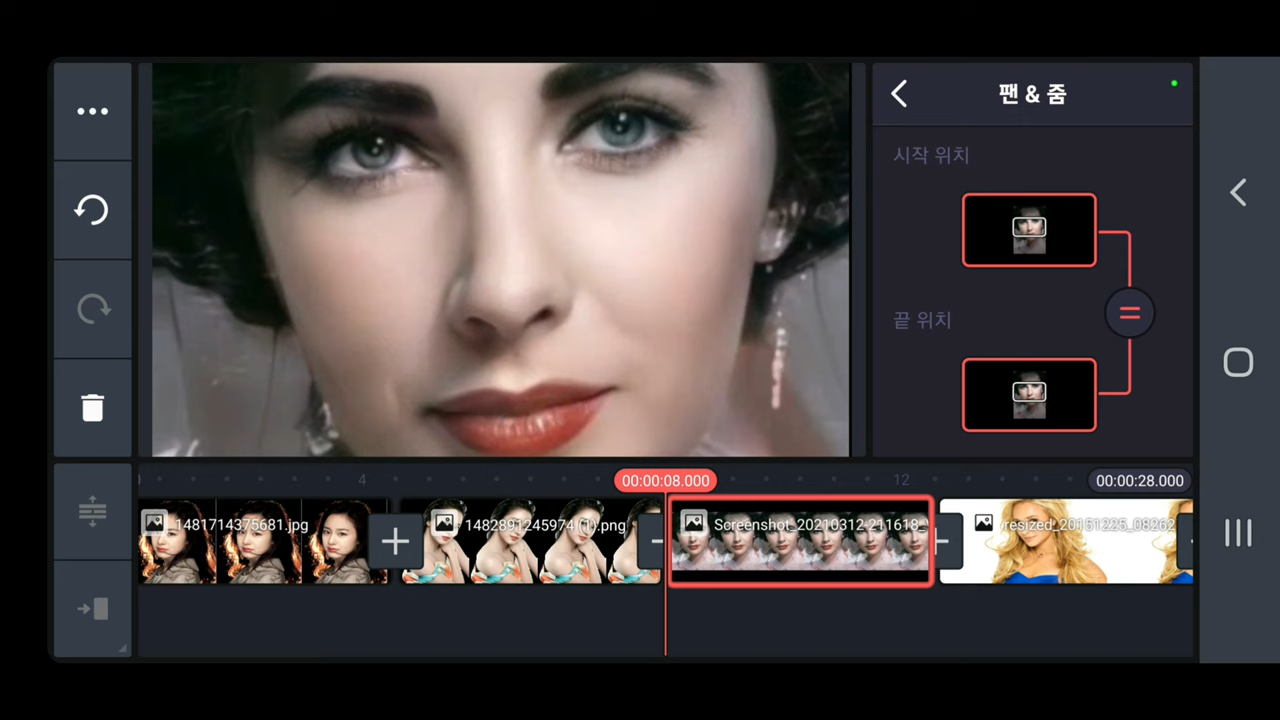 팬 & 줌
시작 위치
끝 위치
4
00:00:08.000
12
00:00:28.000
1481714375681.jpg
1482891245974 (1).png
Screenshot_20210312-211618_
resized_20151225_08262